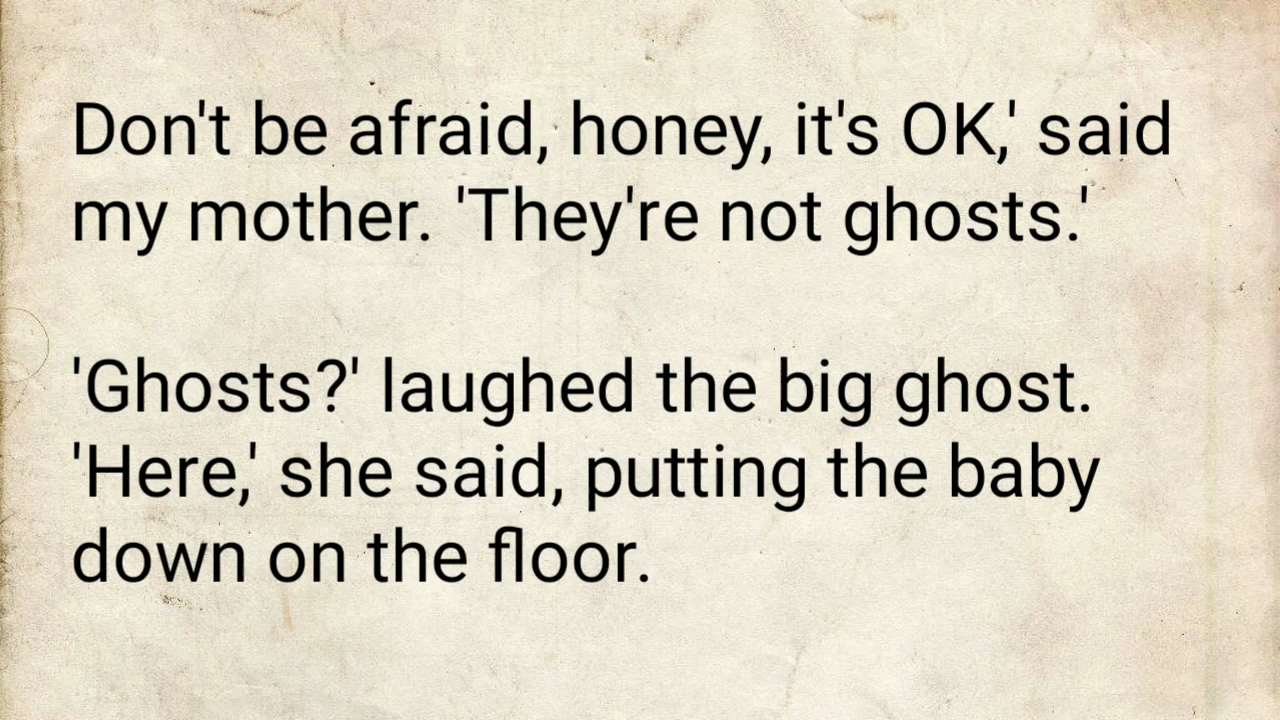 Don't be afraid, honey, it's OK,' said
my mother. 'They're not ghosts.'
'Ghosts?' laughed the big ghost.
'Here,' she said, putting the baby
down on the floor.